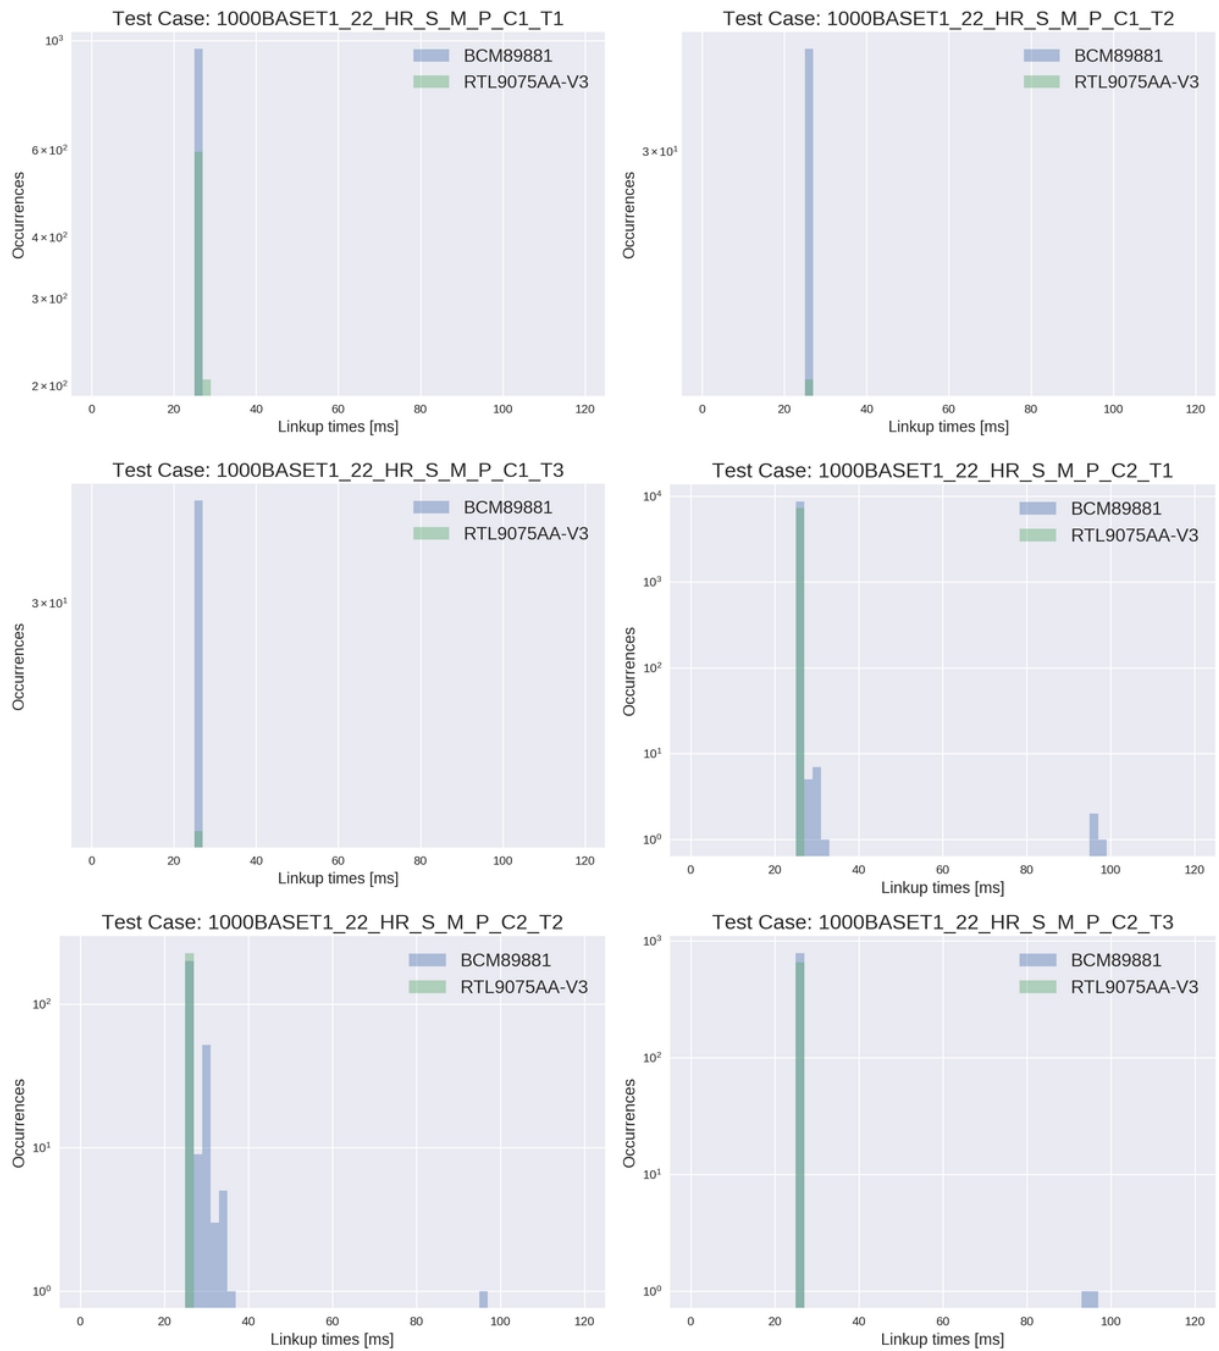 Test Case: 1000BASET1_22_HR_S_M_P_C1_T1
10³
6×10²
4×10²
3×10²
2×10²
Occurrences
BCM89881
RTL9075AA-V3
0 20 40 60 80 100 120
Linkup times [ms]
Test Case: 1000BASET1_22_HR_S_M_P_C1_T2
3×10¹
Occurrences
BCM89881
RTL9075AA-V3
0 20 40 60 80 100 120
Linkup times [ms]
Test Case: 1000BASET1_22_HR_S_M_P_C1_T3
3×10¹
Occurrences
BCM89881
RTL9075AA-V3
0 20 40 60 80 100 120
Linkup times [ms]
Test Case: 1000BASET1_22_HR_S_M_P_C2_T1
10⁴
10³
10²
10¹
10⁰
Occurrences
BCM89881
RTL9075AA-V3
0 20 40 60 80 100 120
Linkup times [ms]
Test Case: 1000BASET1_22_HR_S_M_P_C2_T2
10²
10¹
10⁰
Occurrences
BCM89881
RTL9075AA-V3
0 20 40 60 80 100 120
Linkup times [ms]
Test Case: 1000BASET1_22_HR_S_M_P_C2_T3
10³
10²
10¹
10⁰
Occurrences
BCM89881
RTL9075AA-V3
0 20 40 60 80 100 120
Linkup times [ms]